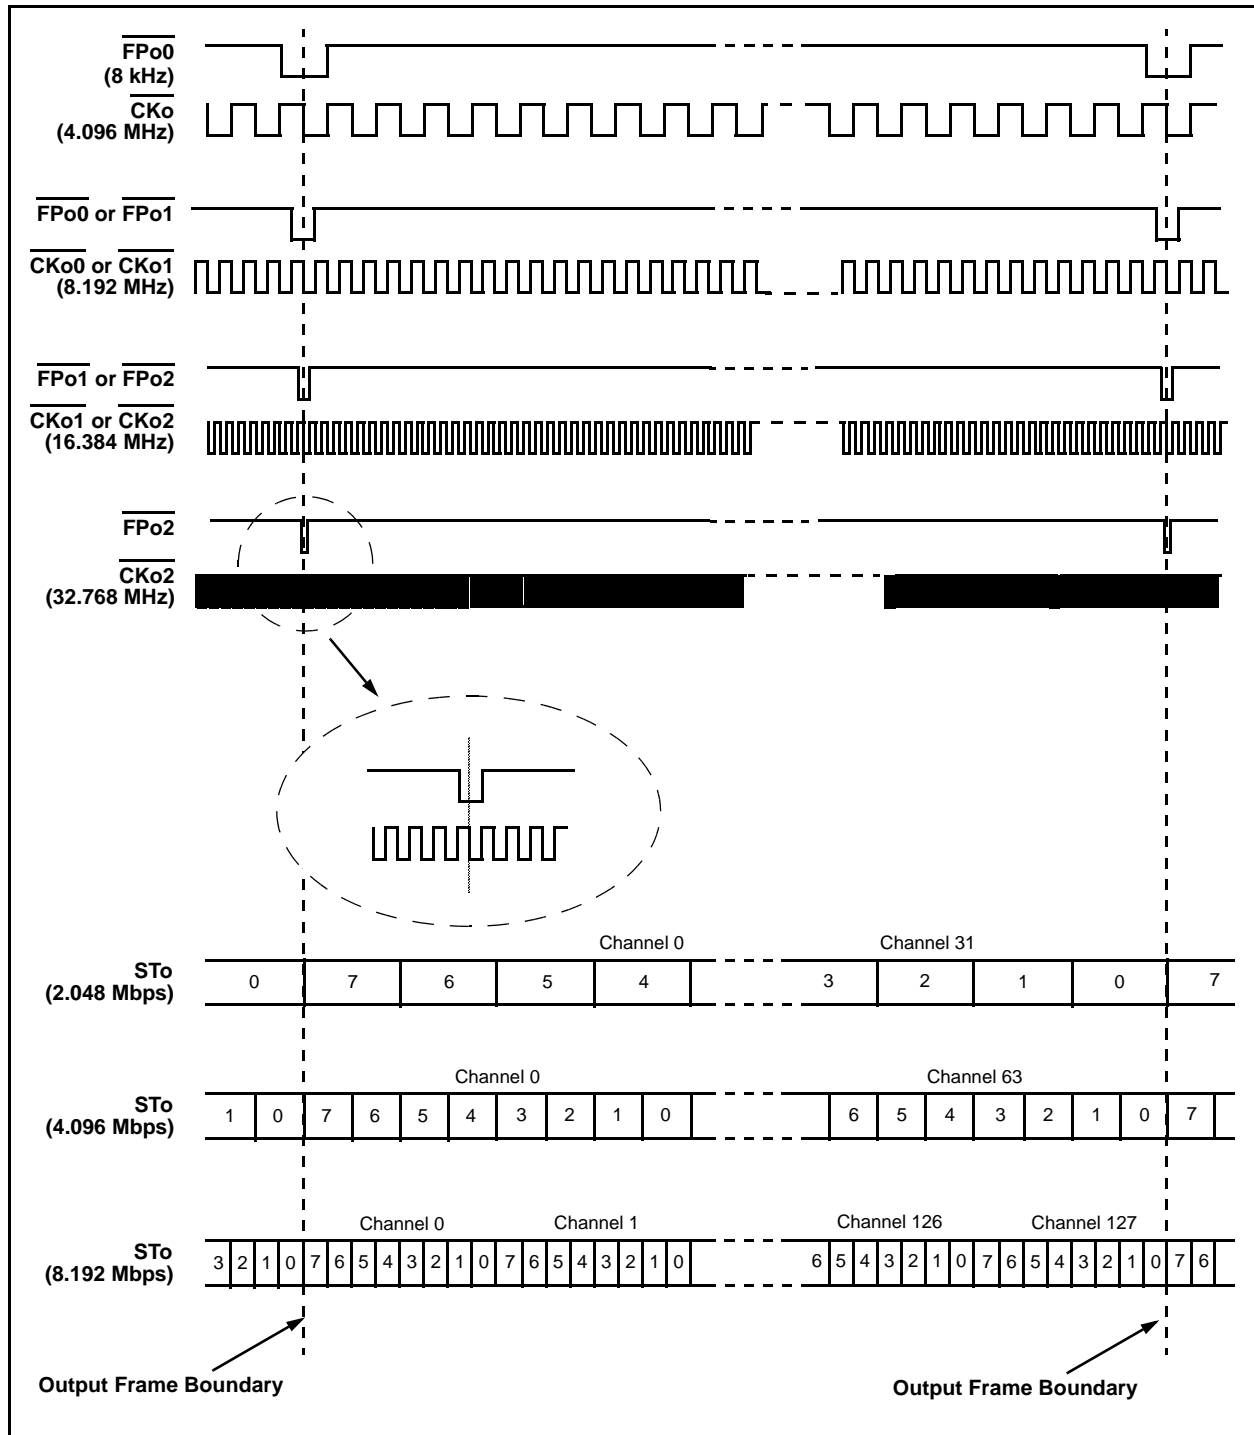 FPo0
(8 kHz)
CKo
(4.096 MHz)
FPo0 or FPo1
CKo0 or CKo1
(8.192 MHz)
FPo1 or FPo2
CKo1 or CKo2
(16.384 MHz)
FPo2
CKo2
(32.768 MHz)
Channel 0 Channel 31
STo
(2.048 Mbps)
0 7 6 5 4 3 2 1 0 7
Channel 0 Channel 63
STo
(4.096 Mbps)
1 0 7 6 5 4 3 2 1 0 6 5 4 3 2 1 0 7
Channel 0 Channel 1 Channel 126 Channel 127
STo
(8.192 Mbps)
3 2 1 0 7 6 5 4 3 2 1 0 7 6 5 4 3 2 1 0 6 5 4 3 2 1 0 7 6 5 4 3 2 1 0 7 6
Output Frame Boundary
Output Frame Boundary